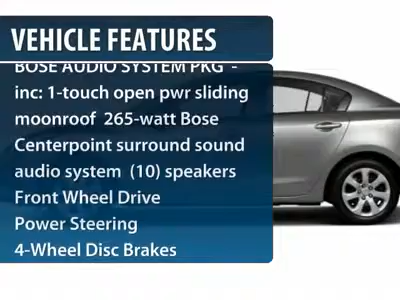 VEHICLE FEATURES
BOSE AUDIO SYSTEM PKG -
inc: 1-touch open pwr sliding
moonroof 265-watt Bose
Centerpoint surround sound
audio system (10) speakers
Front Wheel Drive
Power Steering
4-Wheel Disc Brakes